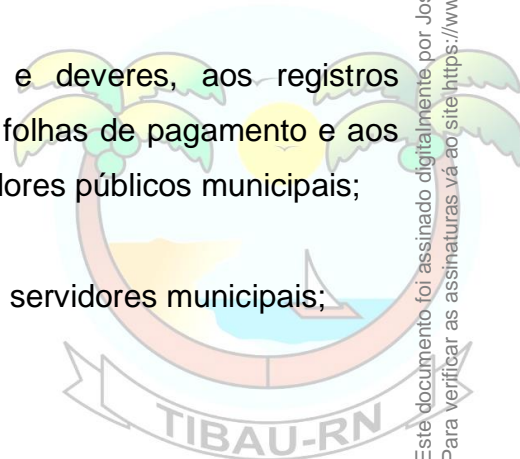 e deveres, aos registros
folhas de pagamento e aos
dores públicos municipais;
servidores municipais;
TIBAU-RN
Este documento foi assinado digitalmente por Jos
Para verificar as assinaturas vá ao site https://ww